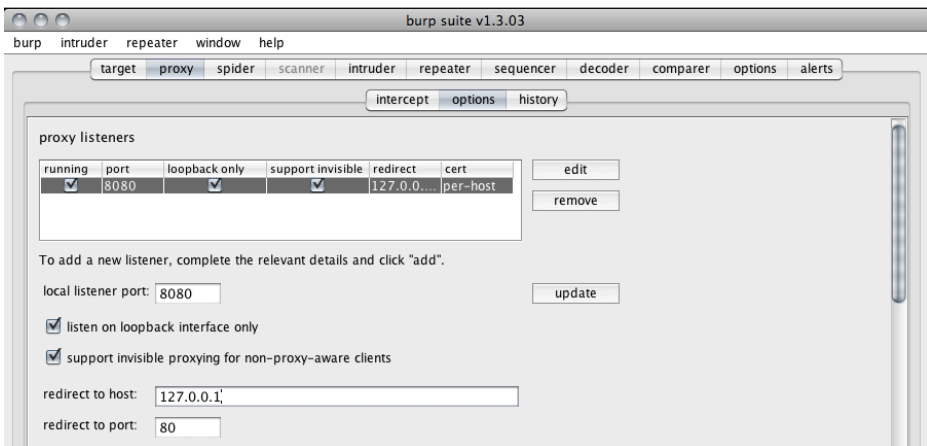 burp suite v1.3.03
burp intruder repeater window help
target proxy spider scanner intruder repeater sequencer decoder comparer options alerts
intercept options history
proxy listeners
running port loopback only support invisible redirect cert
8080 127.0.0.... per-host
edit
remove
To add a new listener, complete the relevant details and click "add".
local listener port: 8080
update
listen on loopback interface only
support invisible proxying for non-proxy-aware clients
redirect to host: 127.0.0.1
redirect to port: 80